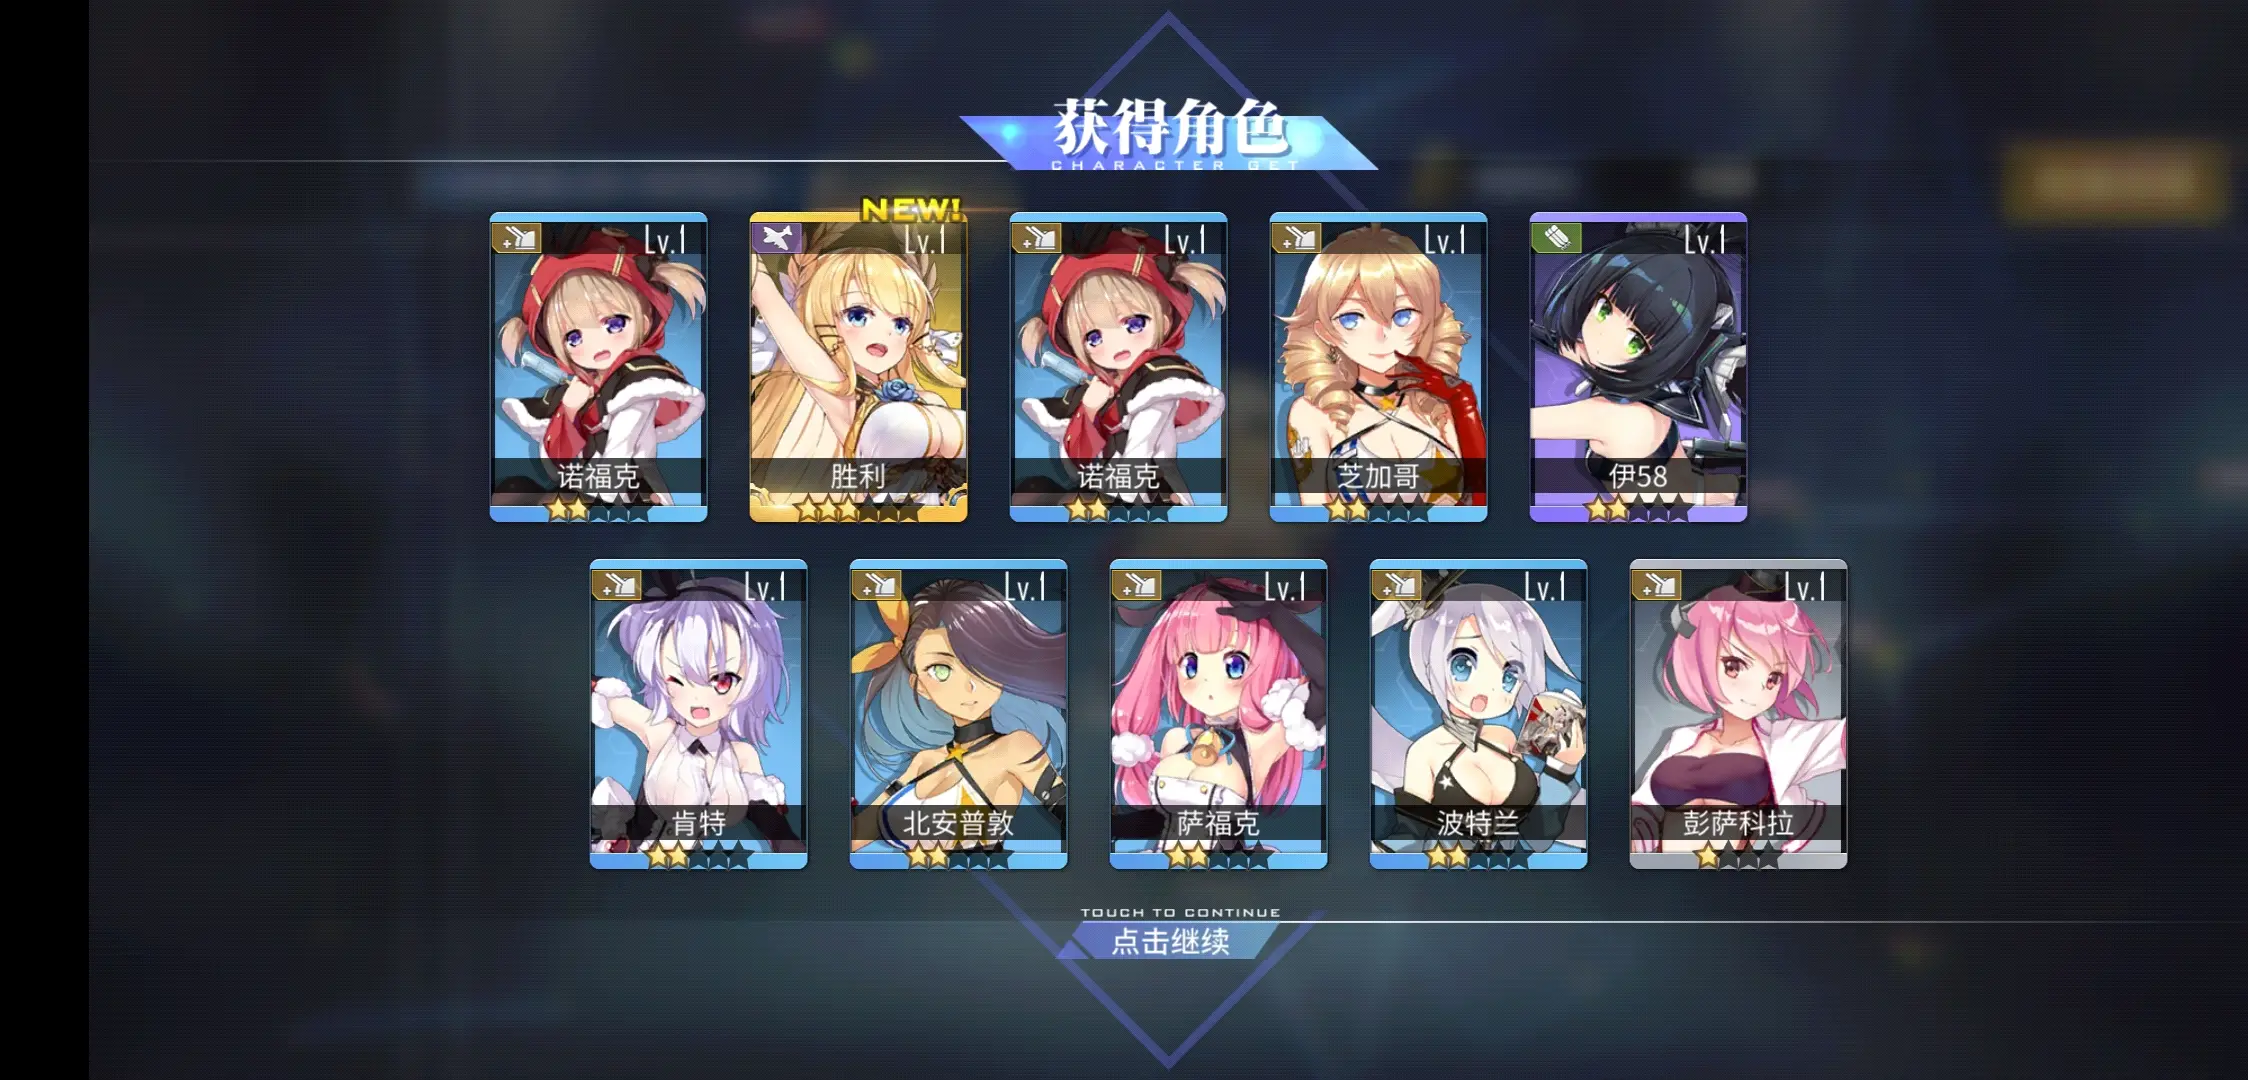 获得角色
CHARACTER GET
NEW!
Lv.1
Lv.1
Lv.1
Lv.1
Lv.1
诺福克
胜利
诺福克
芝加哥
伊58
Lv.1
Lv.1
Lv.1
Lv.1
Lv.1
肯特
北安普敦
萨福克
波特兰
彭萨科拉
TOUCH TO CONTINUE
点击继续